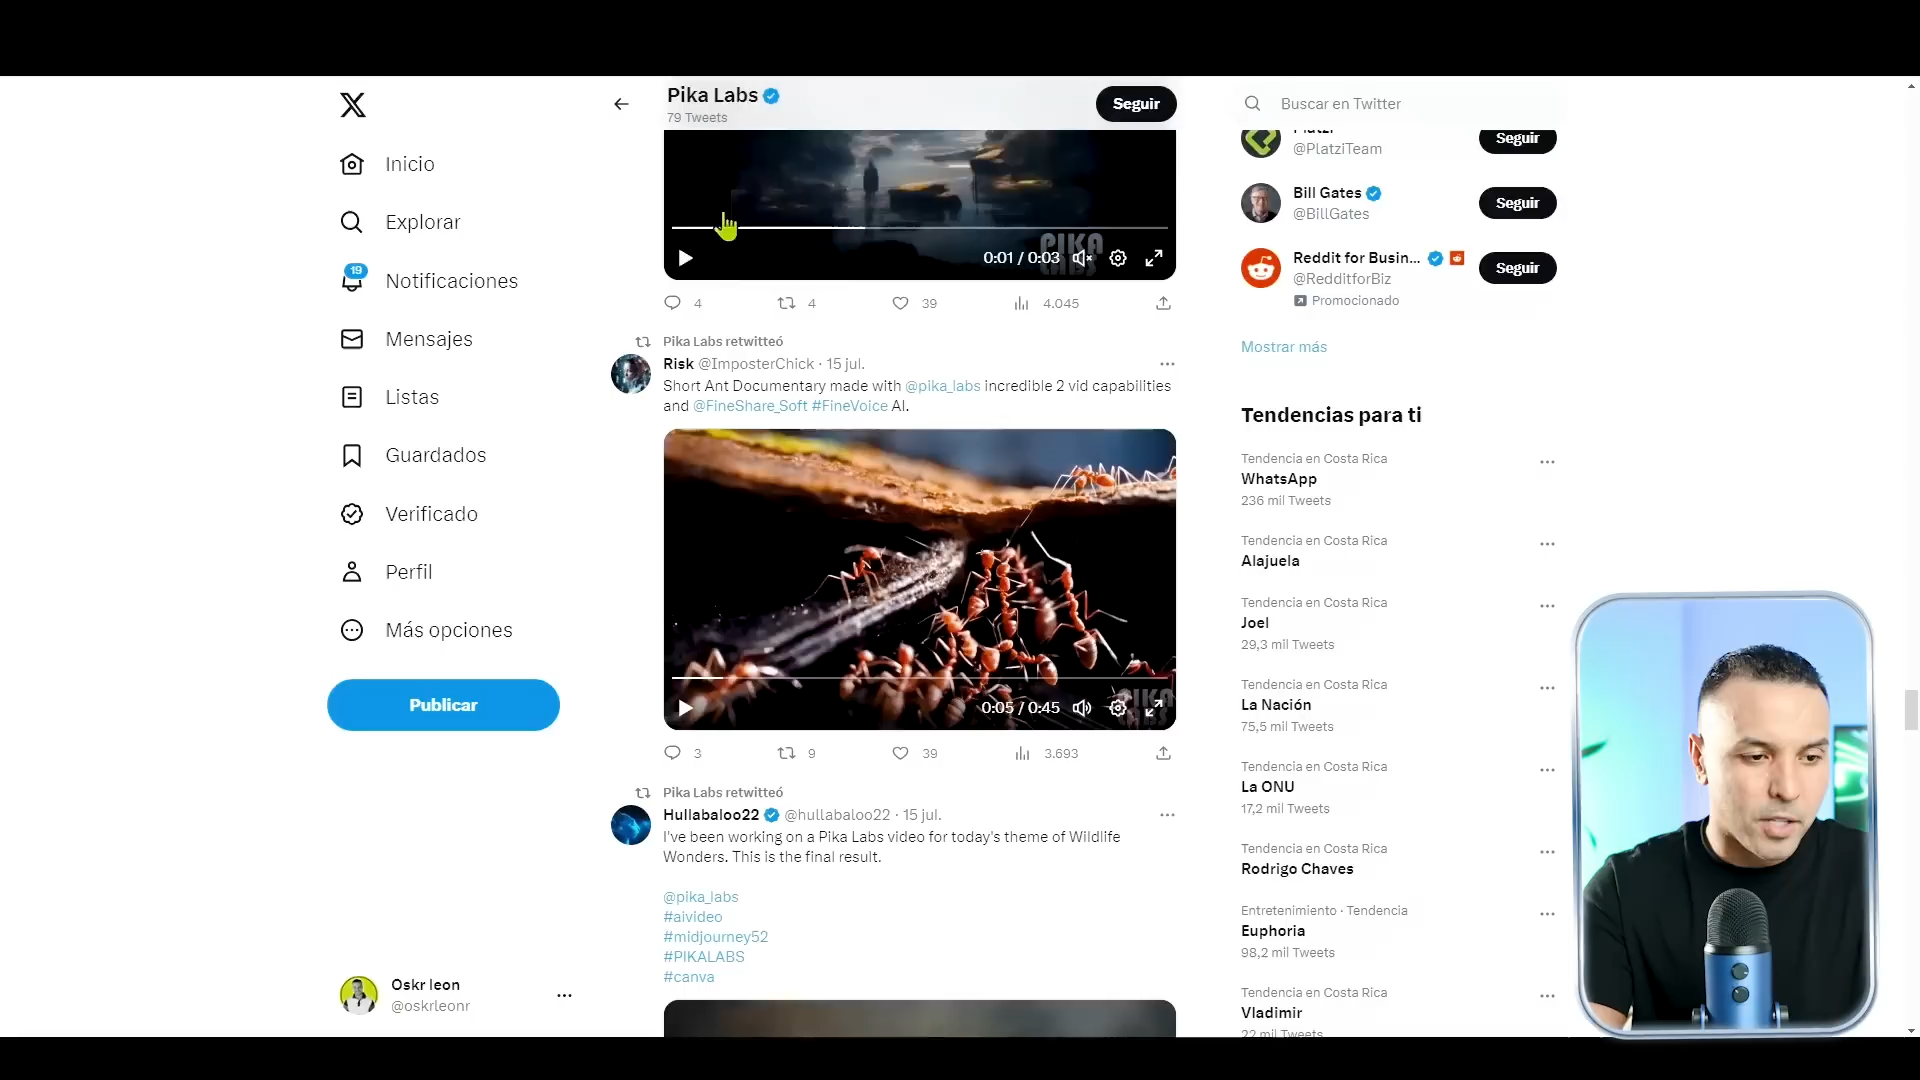 Inicio
Explorar
19
Notificaciones
Mensajes
Listas
Guardados
Verificado
Perfil
Más opciones
Publicar
Oskr leon
@oskrleonr
Pika Labs
79 Tweets
Seguir
0:01 / 0:03
PIKA
LABS
4
4
39
4.045
Pika Labs retwitteó
Risk @ImposterChick · 15 jul.
Short Ant Documentary made with @pika_labs incredible 2 vid capabilities
and @FineShare_Soft #FineVoice AI.
0:05 / 0:45
PIKA
LABS
3
9
39
3.693
Pika Labs retwitteó
Hullabaloo22 @hullabaloo22 · 15 jul.
I've been working on a Pika Labs video for today's theme of Wildlife
Wonders. This is the final result.
@pika_labs
#aivideo
#midjourney52
#PIKALABS
#canva
Buscar en Twitter
Platzi
@PlatziTeam
Seguir
Bill Gates
@BillGates
Seguir
Reddit for Busin...
@RedditforBiz
Promocionado
Seguir
Mostrar más
Tendencias para ti
Tendencia en Costa Rica
WhatsApp
236 mil Tweets
Tendencia en Costa Rica
Alajuela
Tendencia en Costa Rica
Joel
29,3 mil Tweets
Tendencia en Costa Rica
La Nación
75,5 mil Tweets
Tendencia en Costa Rica
La ONU
17,2 mil Tweets
Tendencia en Costa Rica
Rodrigo Chaves
Entretenimiento · Tendencia
Euphoria
98,2 mil Tweets
Tendencia en Costa Rica
Vladimir
22 mil Tweets